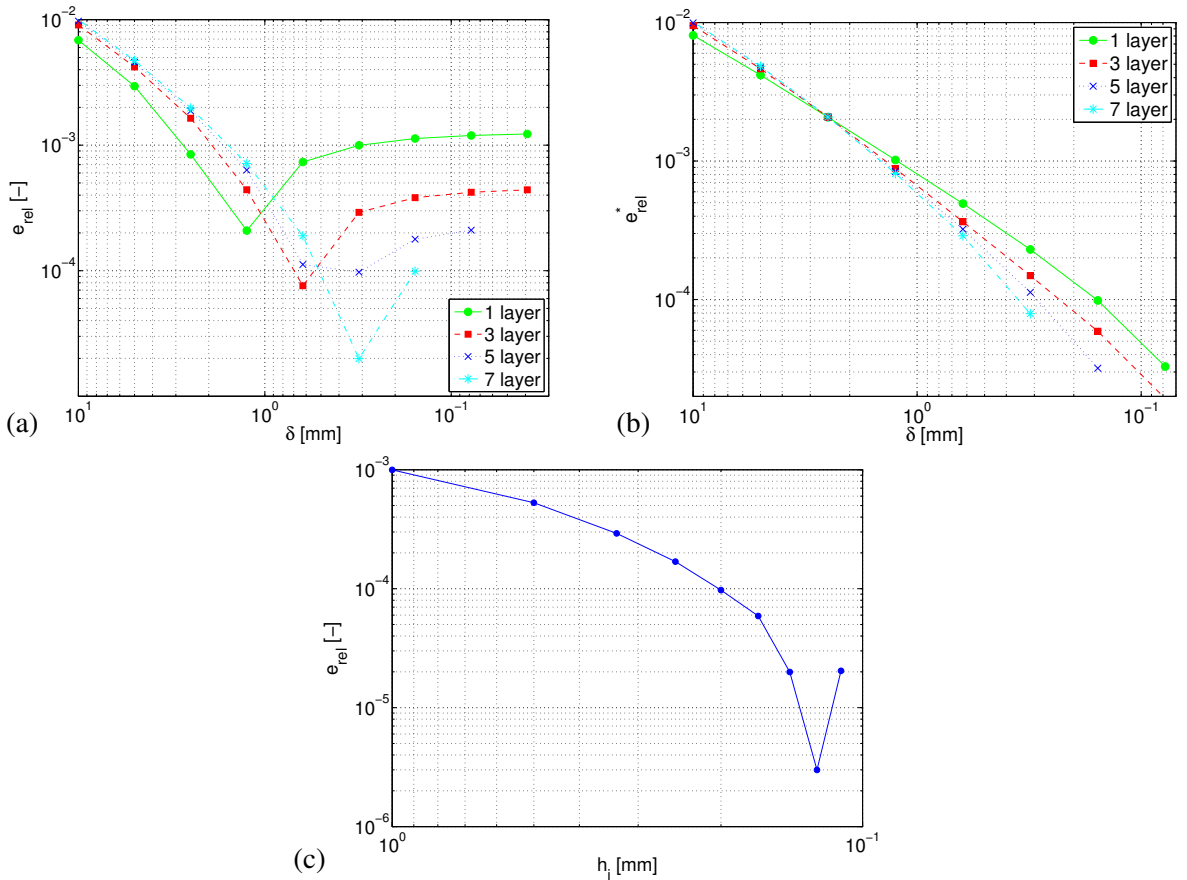 10^-2
10^-3
10^-4
e_rel [−]
1 layer
3 layer
5 layer
7 layer
10^1
10^0
10^-1
δ [mm]
(a)
10^-2
10^-3
10^-4
e*_rel [−]
1 layer
3 layer
5 layer
7 layer
10^1
10^0
10^-1
δ [mm]
(b)
10^-3
10^-4
10^-5
10^-6
e_rel [−]
10^0
10^-1
h_i [mm]
(c)